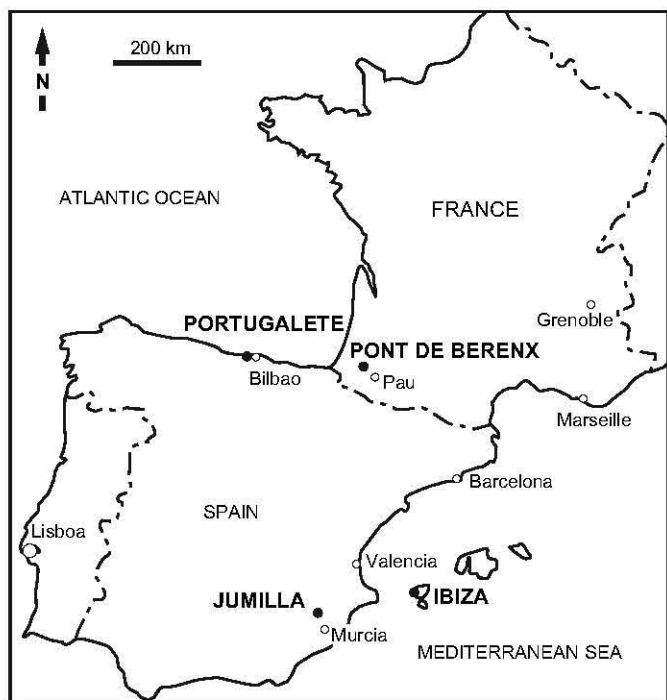 200 km
N
ATLANTIC OCEAN
FRANCE
Grenoble
PORTUGALETE
PONT DE BERENX
Bilbao
Pau
Marseille
Barcelona
SPAIN
Lisboa
Valencia
JUMILLA
IBIZA
Murcia
MEDITERRANEAN SEA